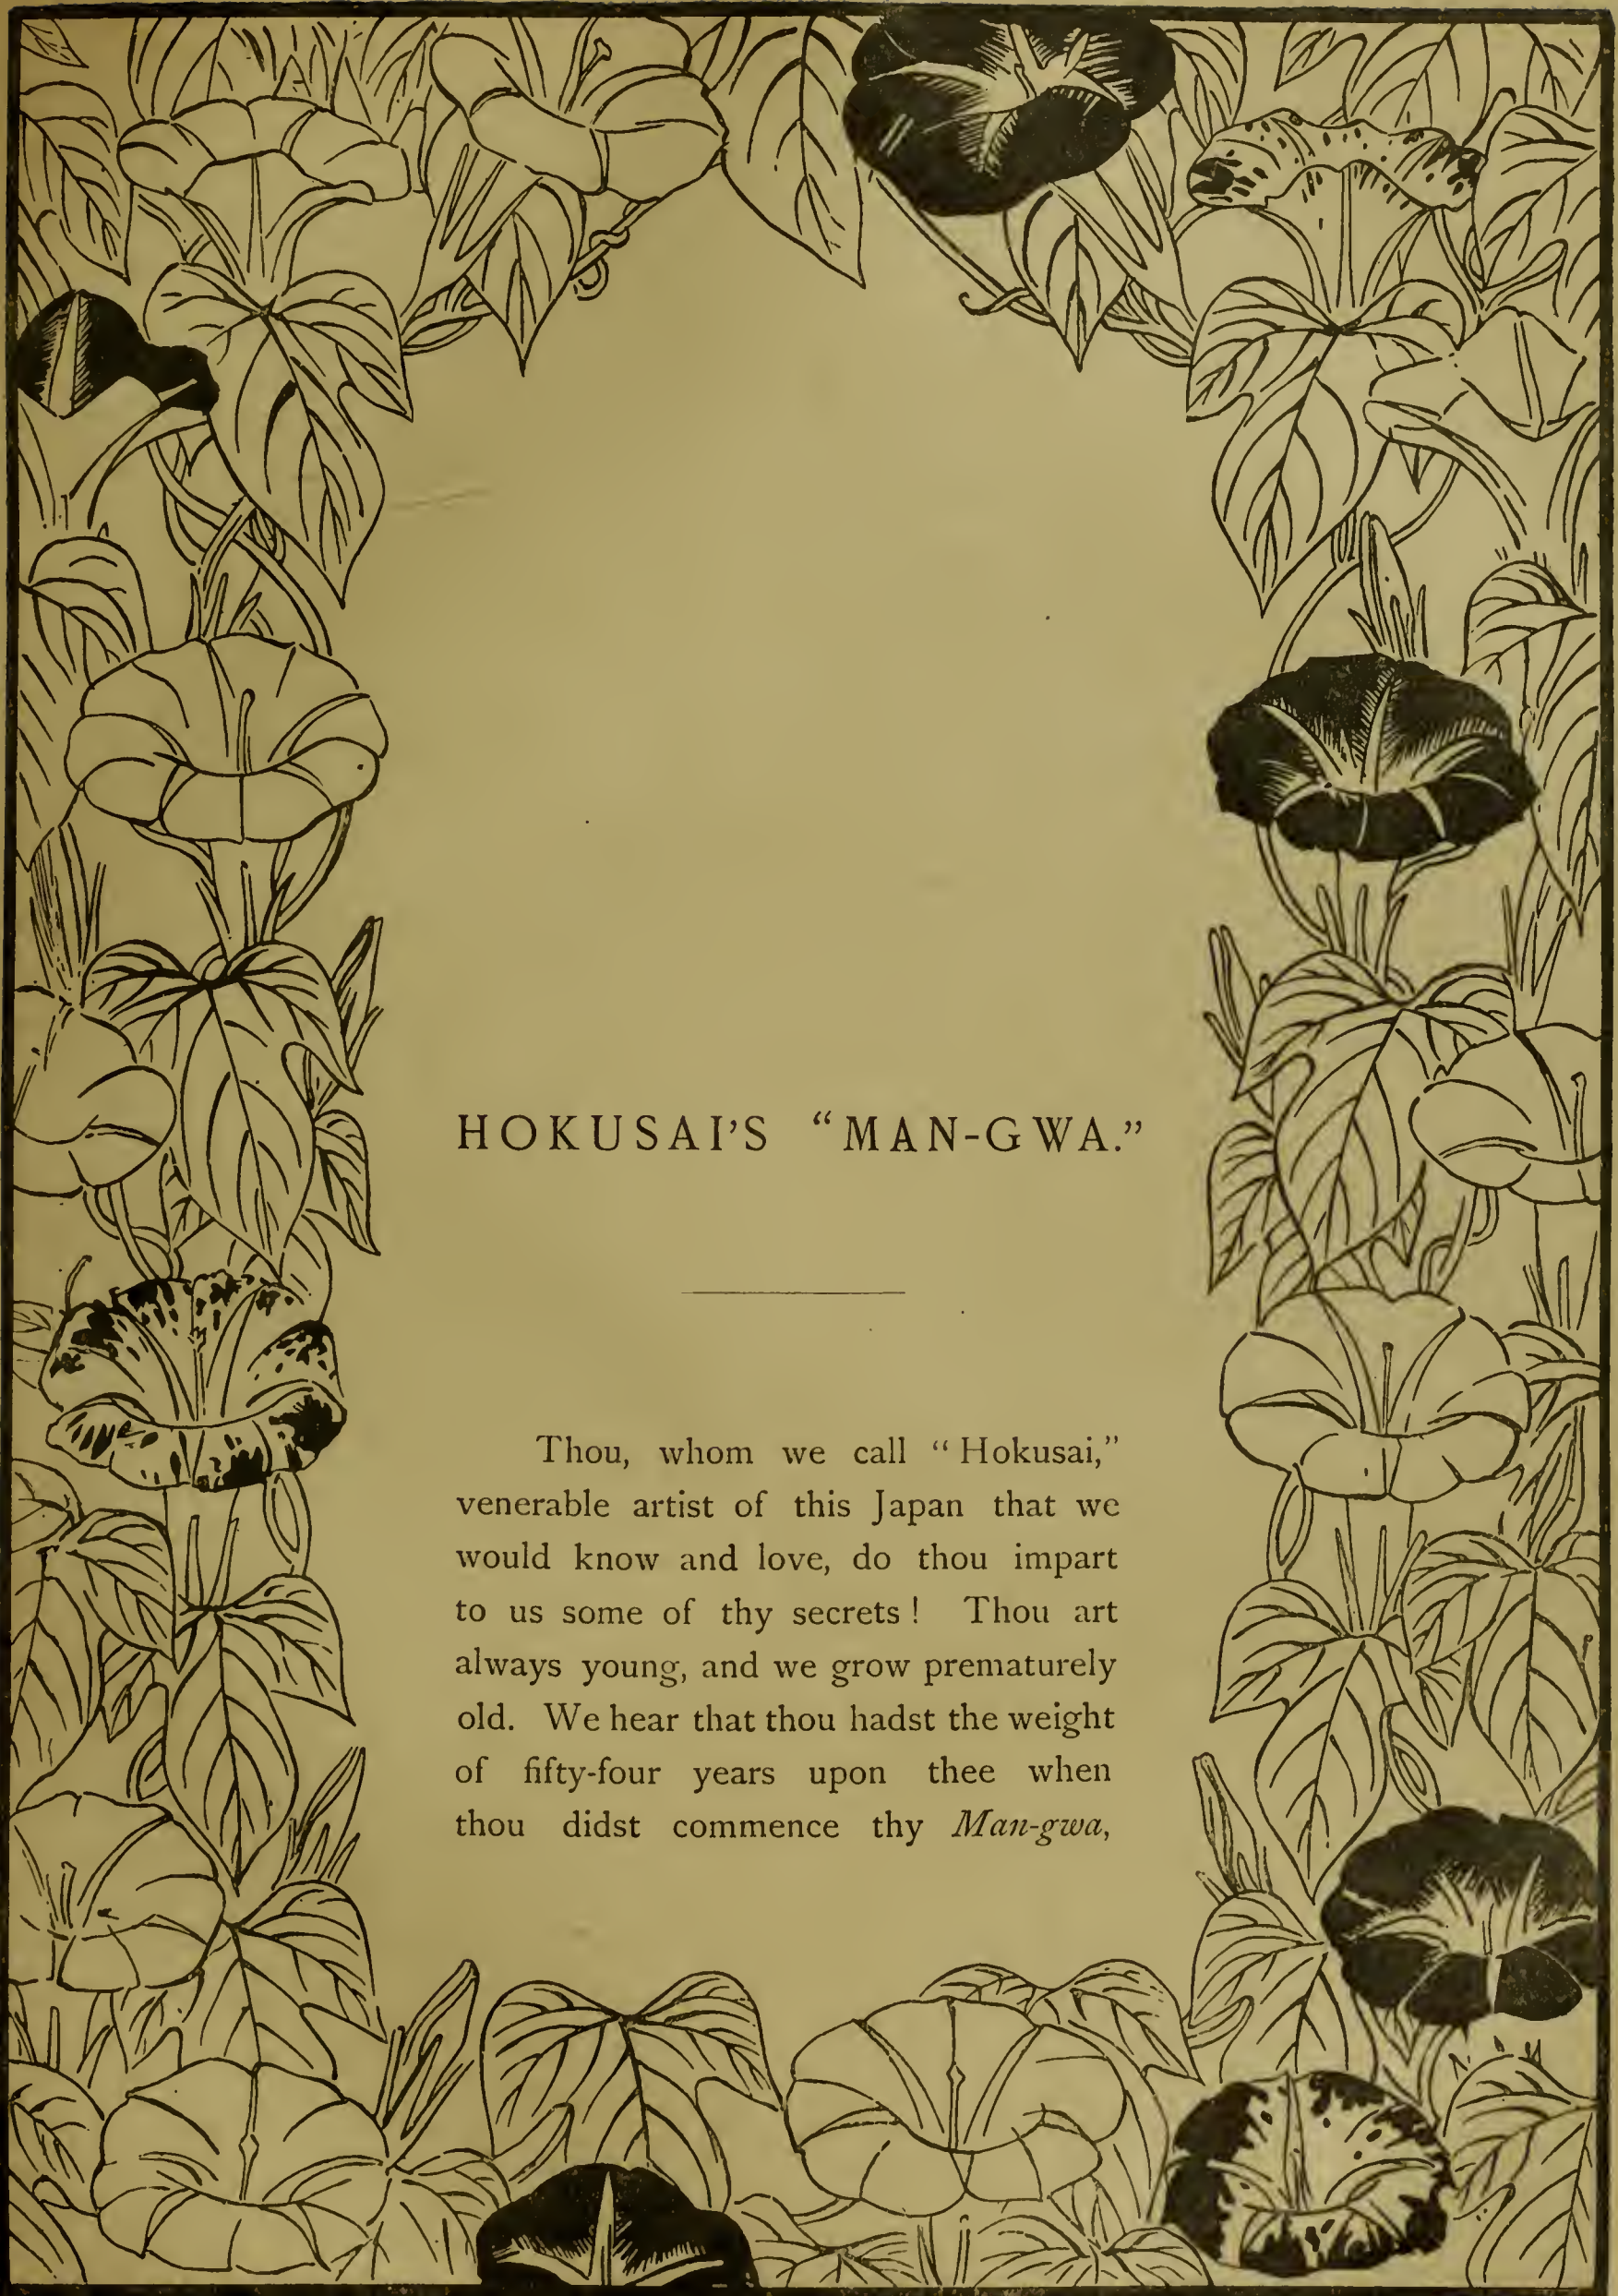 HOKUSAI'S “MAN-GWA.”
Thou, whom we call “Hokusai,”
venerable artist of this Japan that we
would know and love, do thou impart
to us some of thy secrets! Thou art
always young, and we grow prematurely
old. We hear that thou hadst the weight
of fifty-four years upon thee when
thou didst commence thy Man-gwa,